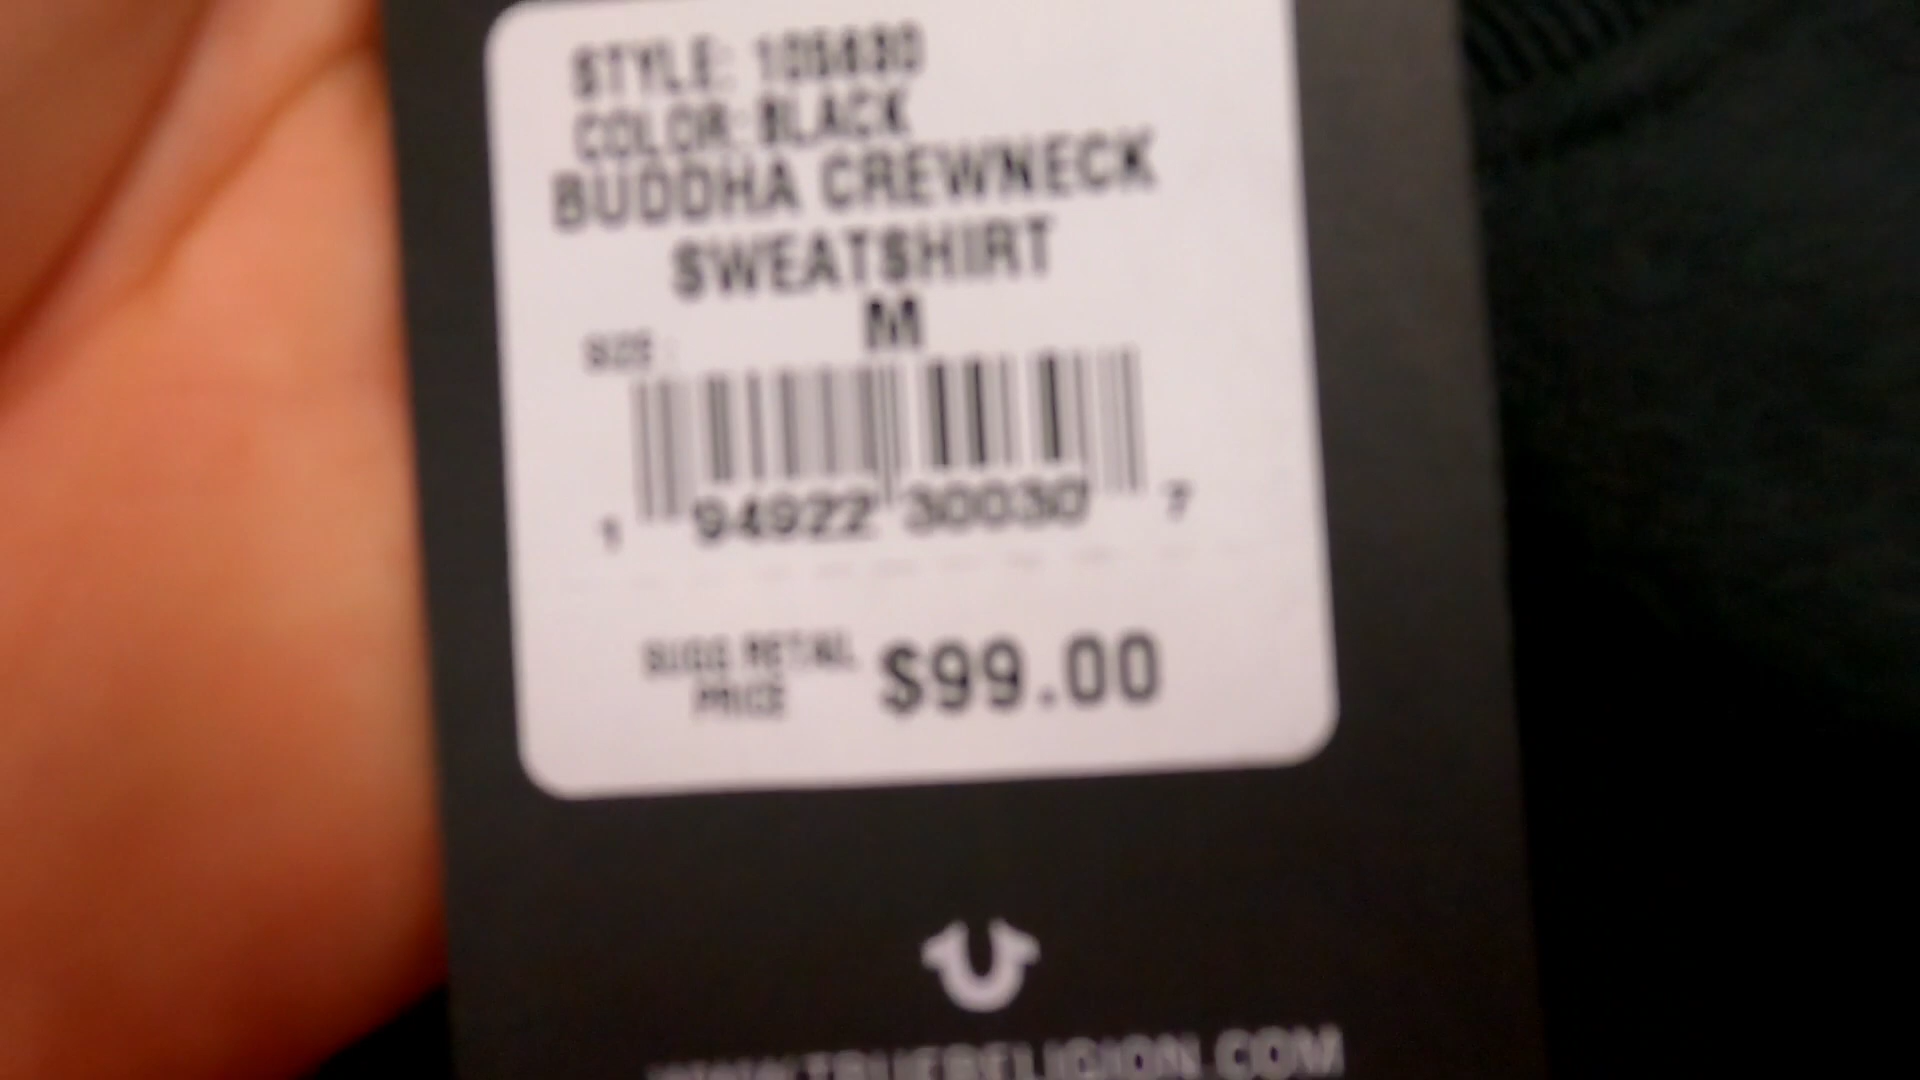 STYLE: 105880
COLOR: BLACK
BUDDHA CREWNECK
SWEATSHIRT
SIZE: M
1 94922 30030 7
SUGG RETAIL PRICE $99.00
WWW.TRUERELIGION.COM